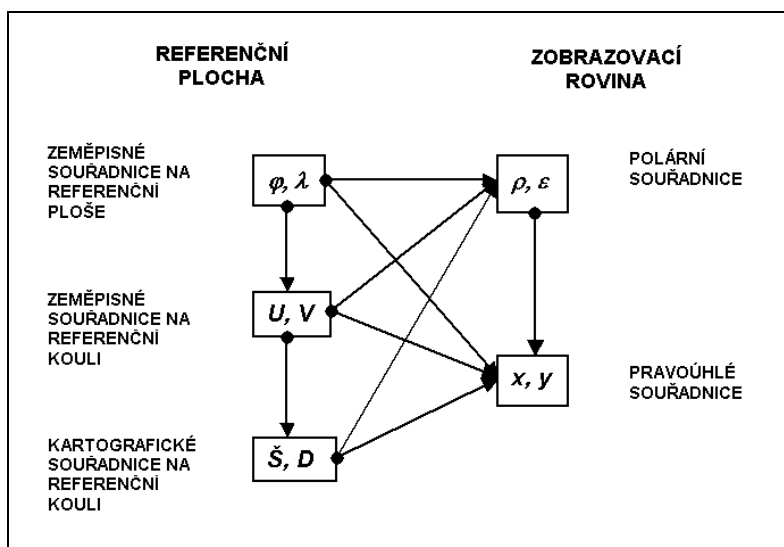 REFERENČNÍ
PLOCHA
ZOBRAZOVACÍ
ROVINA
ZEMĚPISNÉ
SOUŘADNICE NA
REFERENČNÍ
PLOŠE
φ, λ
ρ, ε
POLÁRNÍ
SOUŘADNICE
ZEMĚPISNÉ
SOUŘADNICE NA
REFERENČNÍ
KOULI
U, V
x, y
PRAVOÚHLÉ
SOUŘADNICE
KARTOGRAFICKÉ
SOUŘADNICE NA
REFERENČNÍ
KOULI
Š, D